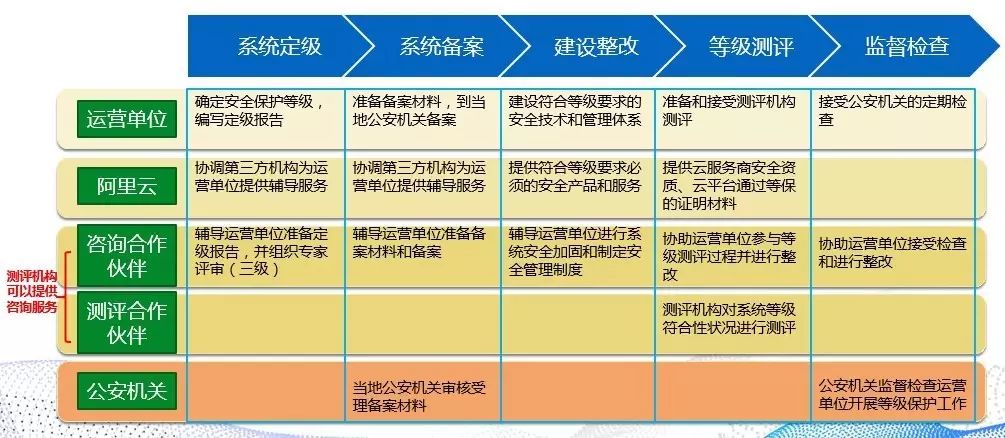 系统定级
系统备案
建设整改
等级测评
监督检查
运营单位
确定安全保护等级，
编写定级报告
准备备案材料，到当
地公安机关备案
建设符合等级要求的
安全技术和管理体系
准备和接受测评机构
测评
接受公安机关的定期检
查
阿里云
协调第三方机构为运
营单位提供辅导服务
协调第三方机构为运
营单位提供辅导服务
提供符合等级要求必
须的安全产品和服务
提供云服务商安全资
质、云平台通过等保
的证明材料
测评机构
可以提供
咨询服务
咨询合作
伙伴
辅导运营单位准备定
级报告，并组织专家
评审（三级）
辅导运营单位准备备
案材料和备案
辅导运营单位进行系
统安全加固和制定安
全管理制度
协助运营单位参与等
级测评过程并进行整
改
协助运营单位接受检查
和进行整改
测评合作
伙伴
测评机构对系统等级
符合性状况进行测评
公安机关
当地公安机关审核受
理备案材料
公安机关监督检查运营
单位开展等级保护工作